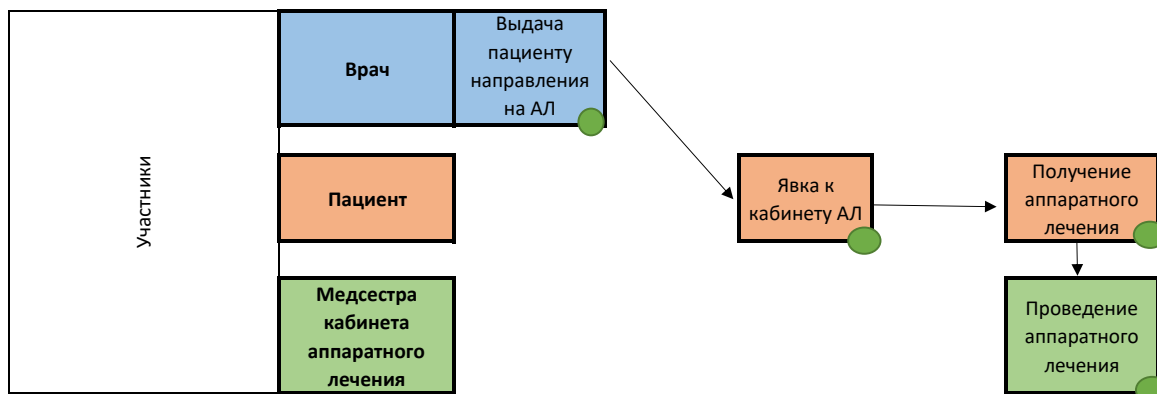 Участники
Врач
Выдача
пациенту
направления
на АЛ
Пациент
Явка к
кабинету АЛ
Получение
аппаратного
лечения
Медсестра
кабинета
аппаратного
лечения
Проведение
аппаратного
лечения